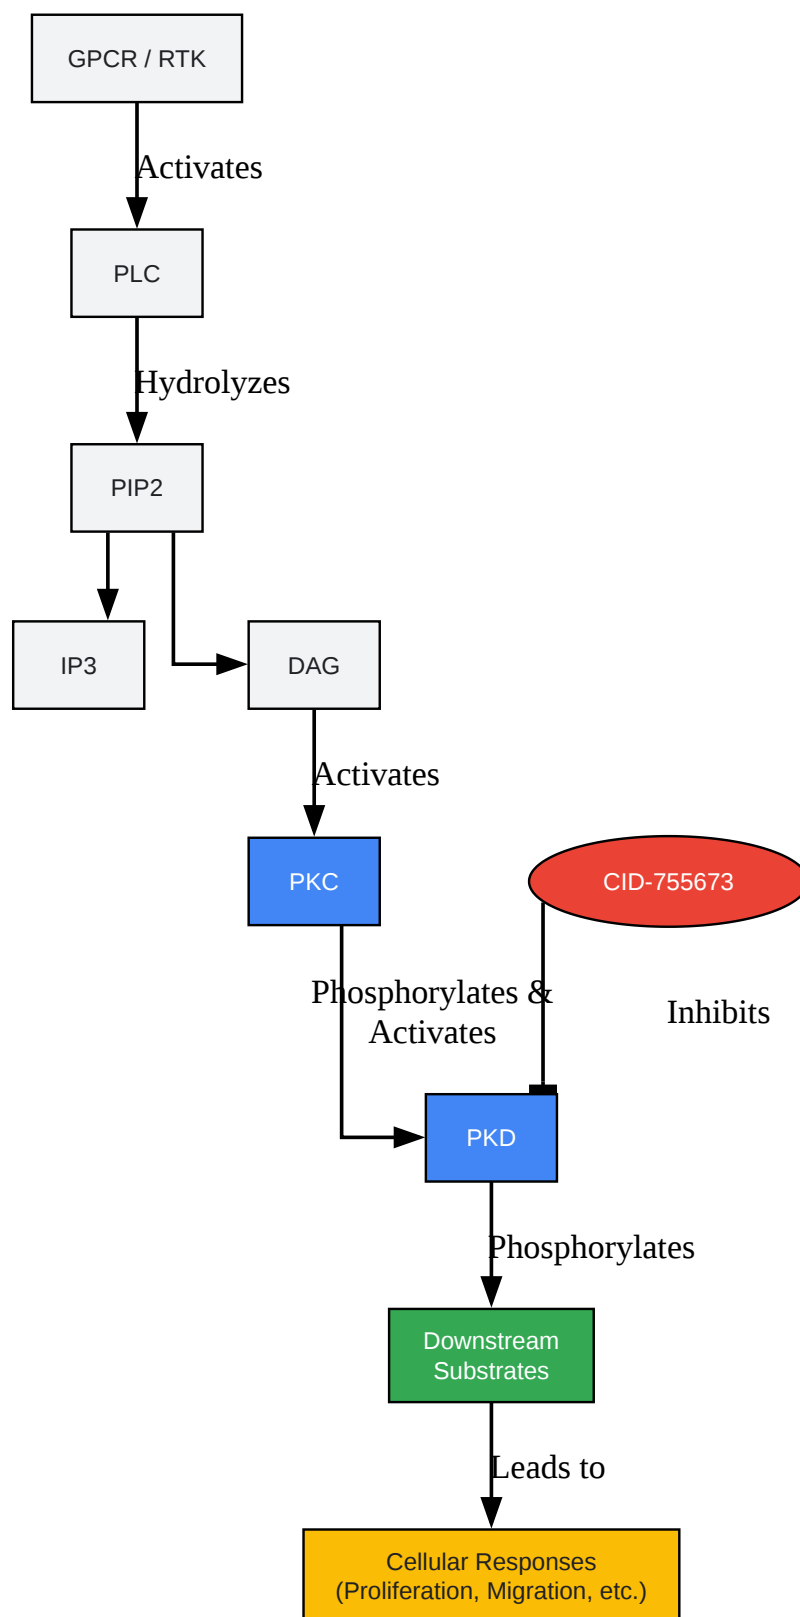 GPCR / RTK
Activates
PLC
Hydrolyzes
PIP2
IP3
DAG
Activates
PKC
CID-755673
Phosphorylates &
Activates
Inhibits
PKD
Phosphorylates
Downstream
Substrates
Leads to
Cellular Responses
(Proliferation, Migration, etc.)